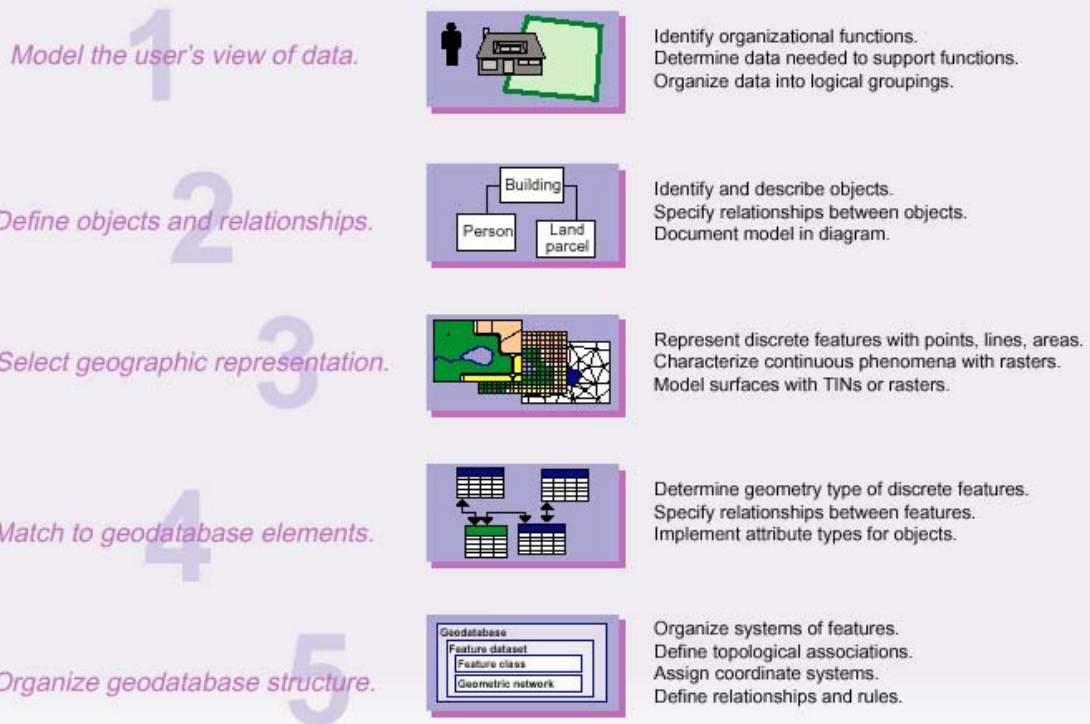 1
Model the user's view of data.
Identify organizational functions.
Determine data needed to support functions.
Organize data into logical groupings.
2
Define objects and relationships.
Building
Person
Land
parcel
Identify and describe objects.
Specify relationships between objects.
Document model in diagram.
3
Select geographic representation.
Represent discrete features with points, lines, areas.
Characterize continuous phenomena with rasters.
Model surfaces with TINs or rasters.
4
Match to geodatabase elements.
Determine geometry type of discrete features.
Specify relationships between features.
Implement attribute types for objects.
5
Organize geodatabase structure.
Geodatabase
Feature dataset
Feature class
Geometric network
Organize systems of features.
Define topological associations.
Assign coordinate systems.
Define relationships and rules.